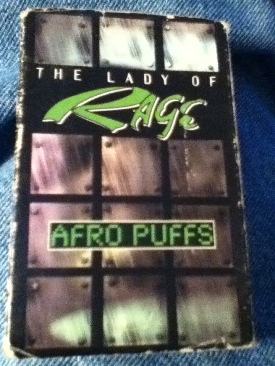 THE LADY OF
RAGE
AFRO PUFFS